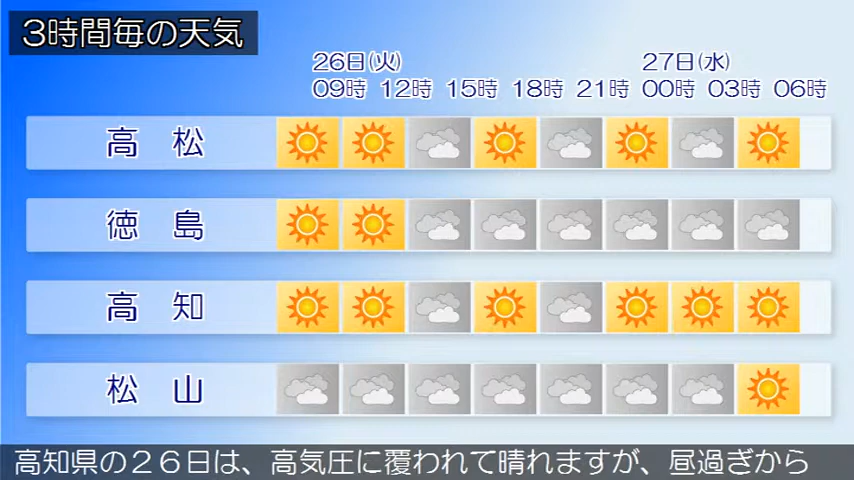 3時間毎の天気
26日(火) 27日(水)
09時 12時 15時 18時 21時 00時 03時 06時
高 松
徳 島
高 知
松 山
高知県の26日は、高気圧に覆われて晴れますが、昼過ぎから